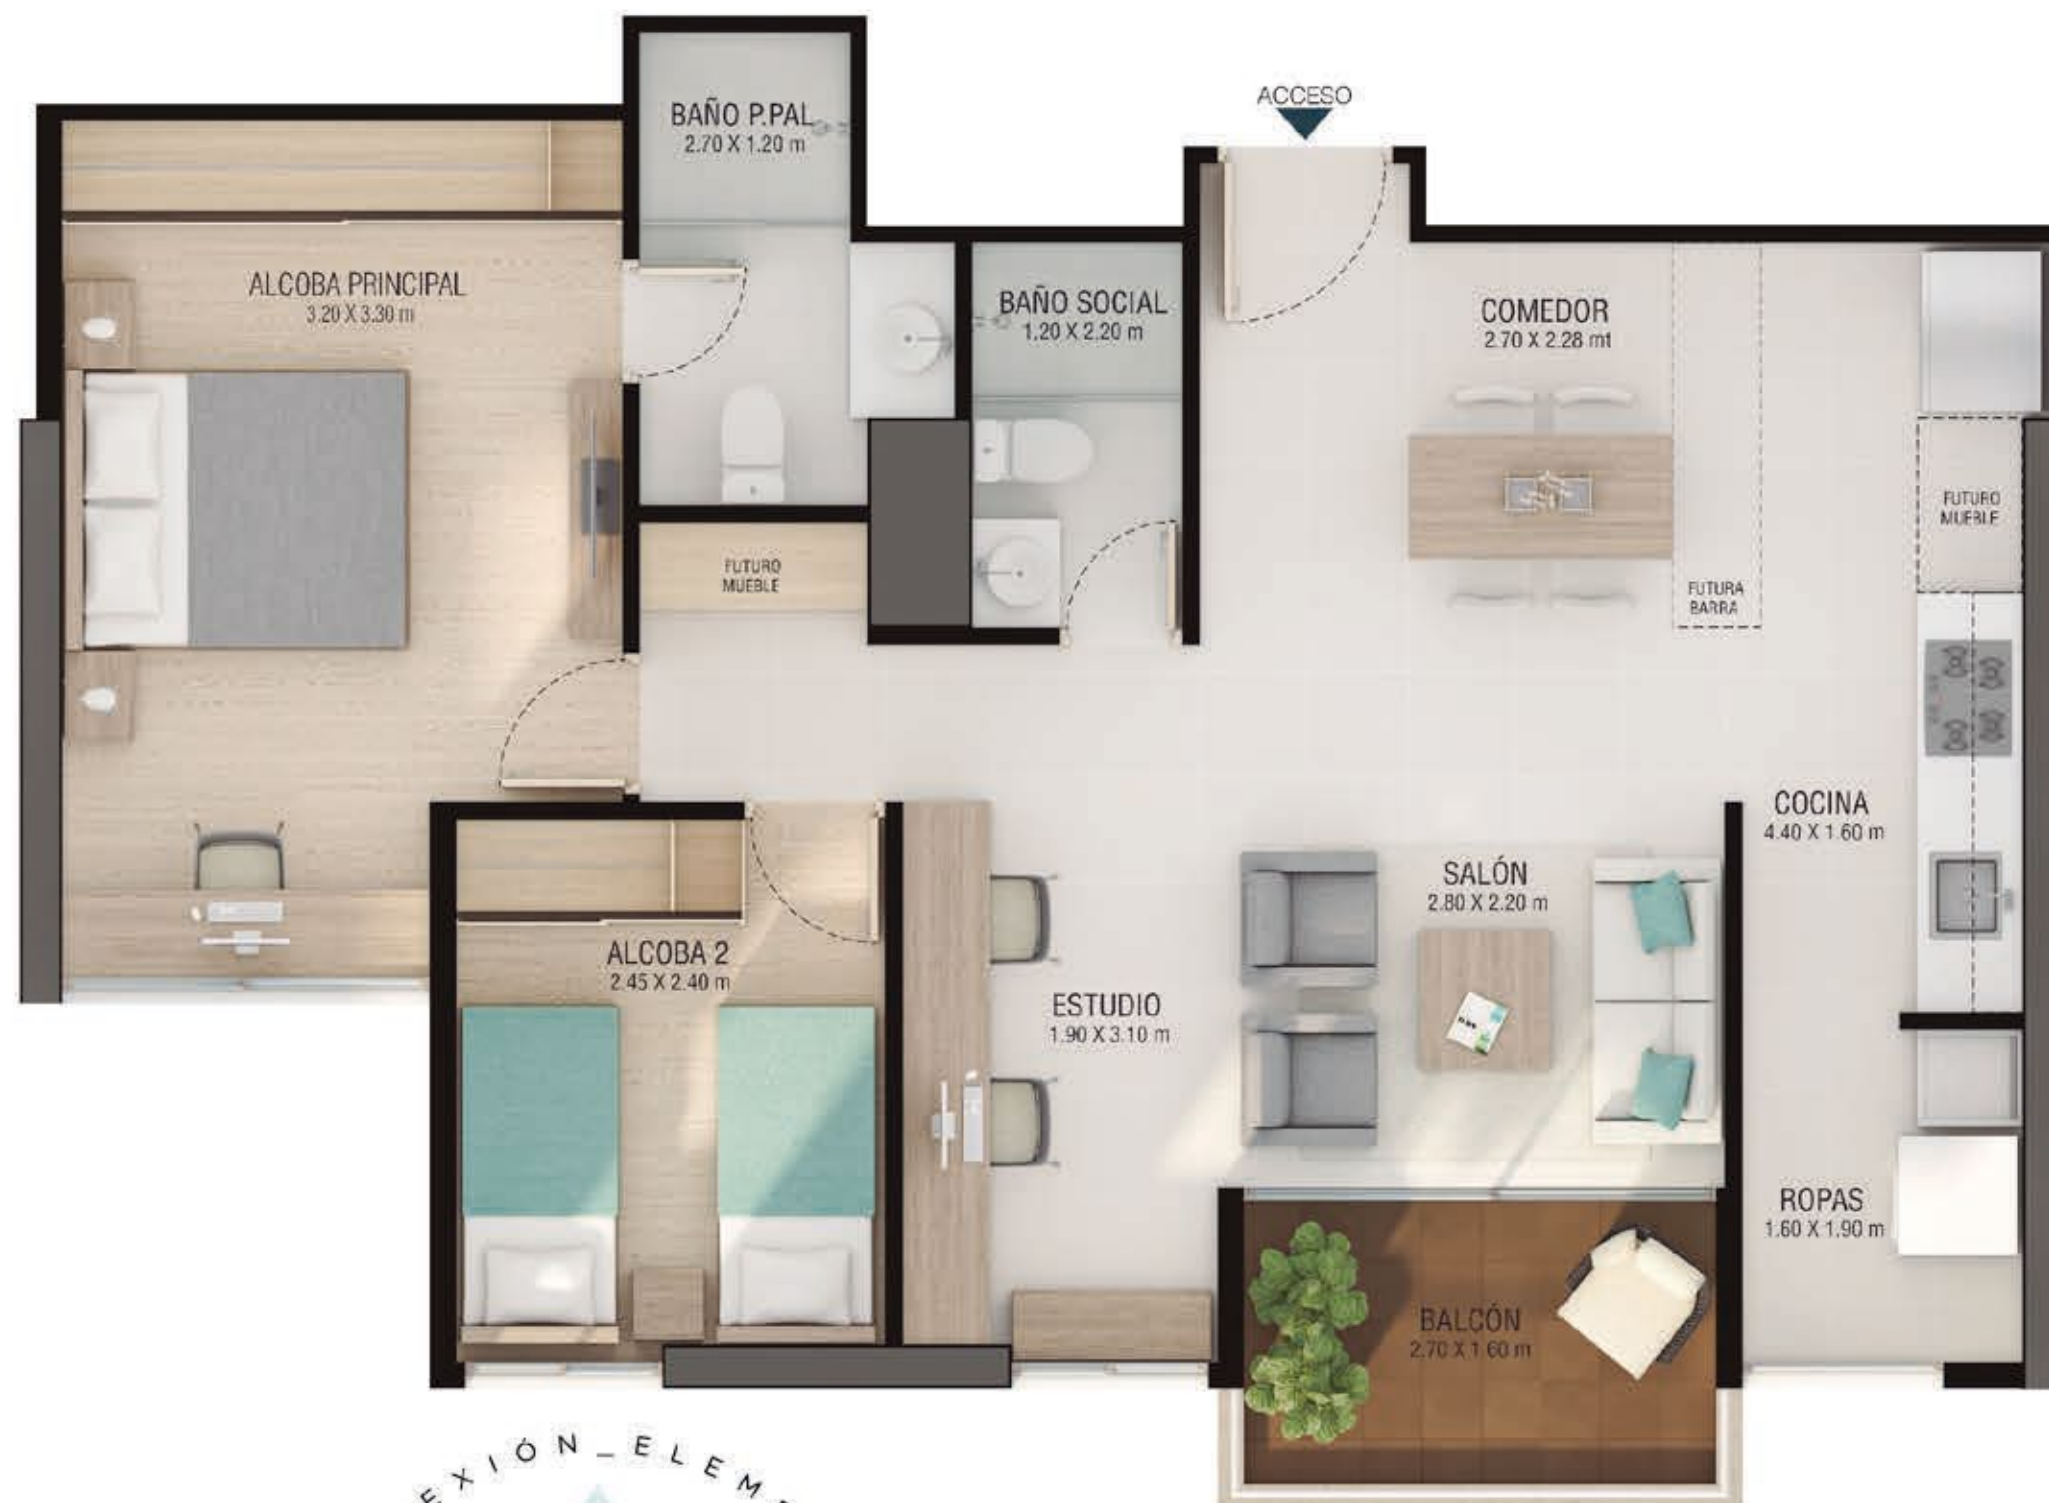 ACCESO
BAÑO P.PAL
2.70 X 1.20 m
ALCOBA PRINCIPAL
3.20 X 3.30 m
BAÑO SOCIAL
1.20 X 2.20 m
COMEDOR
2.70 X 2.28 mt
FUTURO
MUEBLE
FUTURO
MUEBLE
FUTURA
BARRA
COCINA
4.40 X 1.60 m
SALÓN
2.80 X 2.20 m
ALCOBA 2
2.45 X 2.40 m
ESTUDIO
1.90 X 3.10 m
ROPAS
1.60 X 1.90 m
BALCÓN
2.70 X 1.60 m
EXIÓN_ELEM